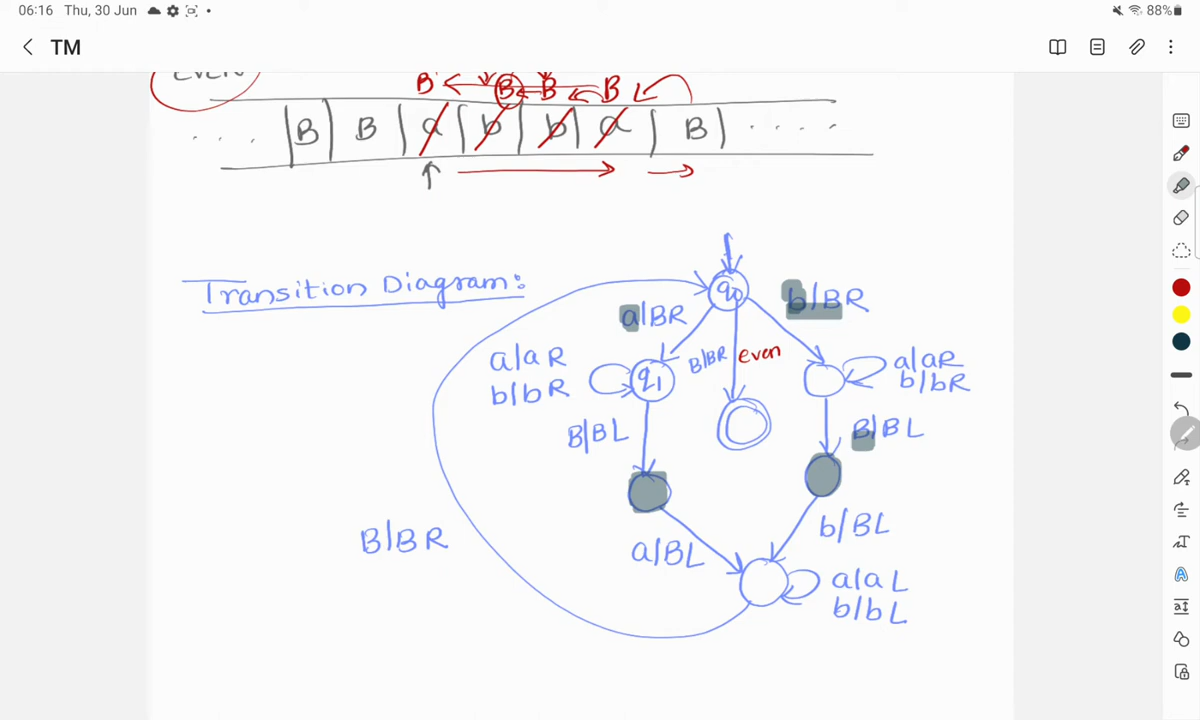 06:16 Thu, 30 Jun
88%
TM
EVEN
B B B B
. . . B B a b b a B . . . .
Transition Diagram:
q0
a/BR
b/BR
B/BR even
a/aR
b/bR
q1
a/aR
b/bR
B/BL
B/BL
B/BR
a/BL
b/BL
a/aL
b/bL